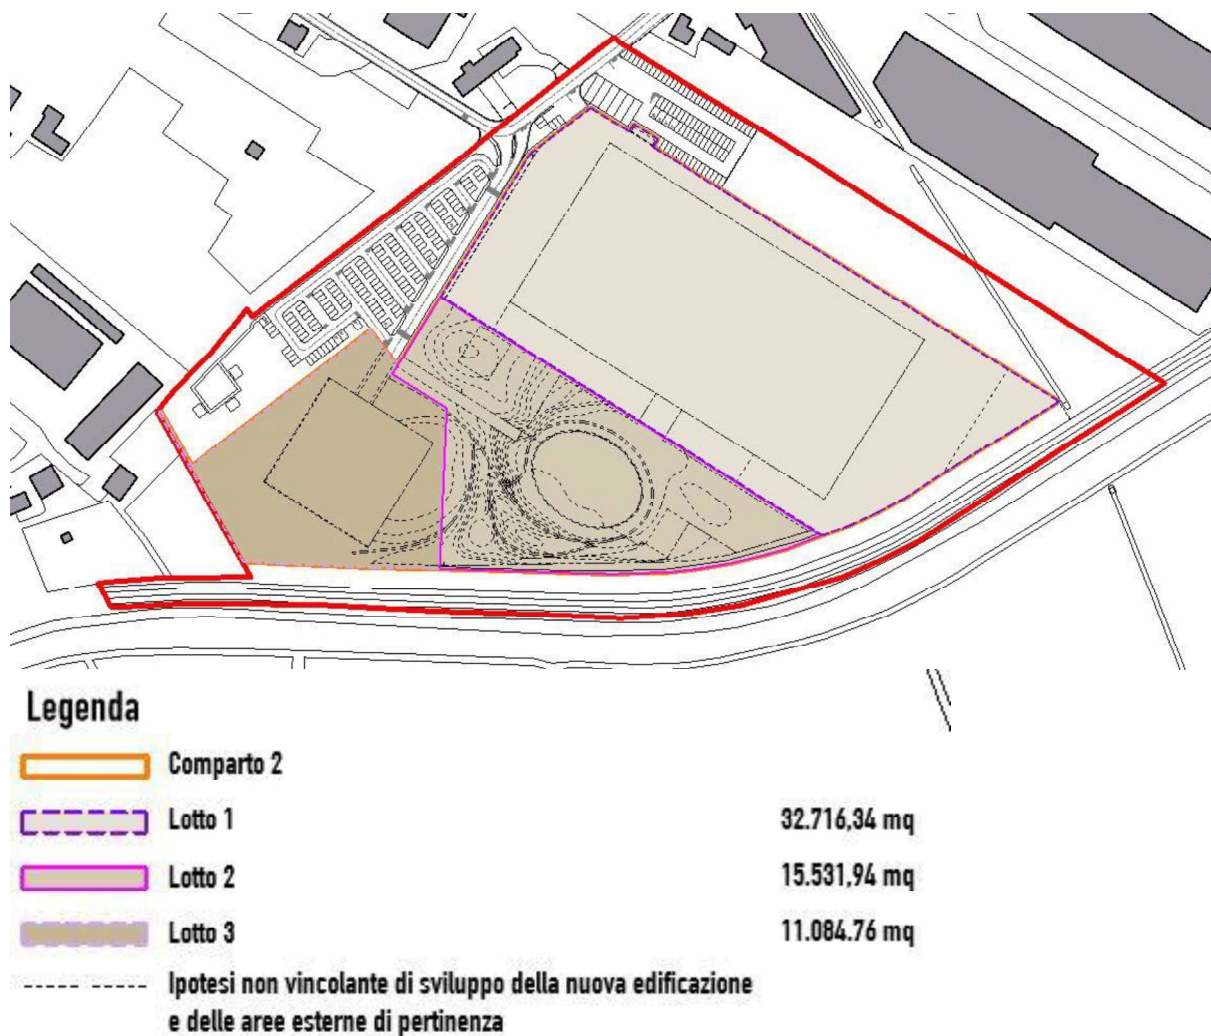 Legenda
Comparto 2
Lotto 1 32.716,34 mq
Lotto 2 15.531,94 mq
Lotto 3 11.084.76 mq
Ipotesi non vincolante di sviluppo della nuova edificazione
e delle aree esterne di pertinenza